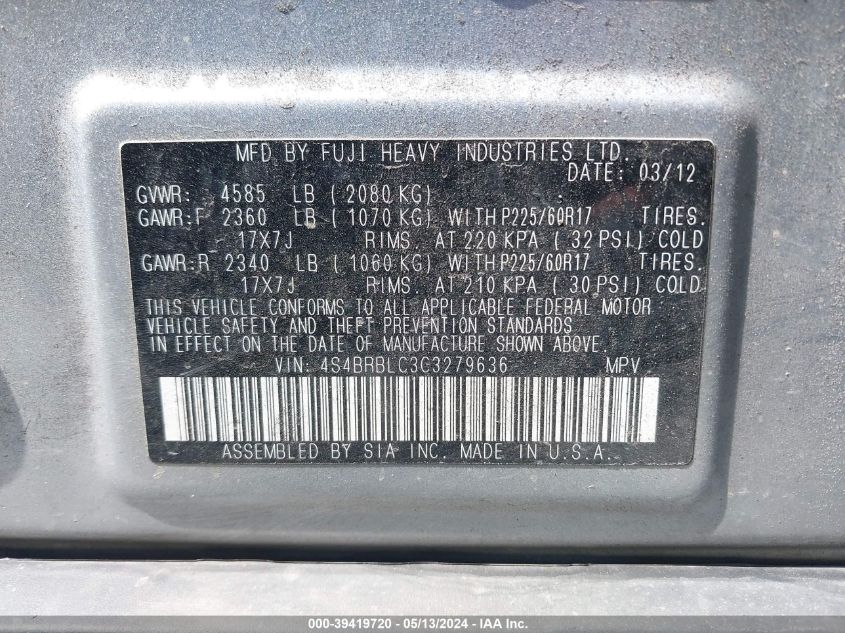 MFD BY FUJI HEAVY INDUSTRIES LTD.
DATE: 03/12
GVWR: 4585 LB (2080 KG)
GAWR:F 2360 LB (1070 KG) WITH P225/60R17 TIRES.
17X7J RIMS. AT 220 KPA (32 PSI) COLD
GAWR:R 2340 LB (1060 KG) WITH P225/60R17 TIRES.
17X7J RIMS. AT 210 KPA (30 PSI) COLD.
THIS VEHICLE CONFORMS TO ALL APPLICABLE FEDERAL MOTOR
VEHICLE SAFETY AND THEFT PREVENTION STANDARDS
IN EFFECT ON THE DATE OF MANUFACTURE SHOWN ABOVE.
VIN: 4S4BRBLC3C3279636 MPV
ASSEMBLED BY SIA INC. MADE IN U.S.A.
000-39419720 - 05/13/2024 - IAA Inc.